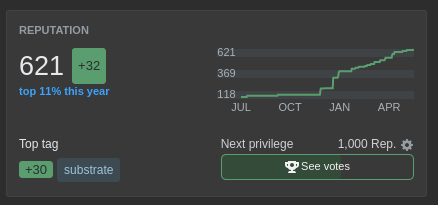 REPUTATION
621 +32
top 11% this year
621
369
118
JUL OCT JAN APR
Top tag
+30 substrate
Next privilege 1,000 Rep.
See votes